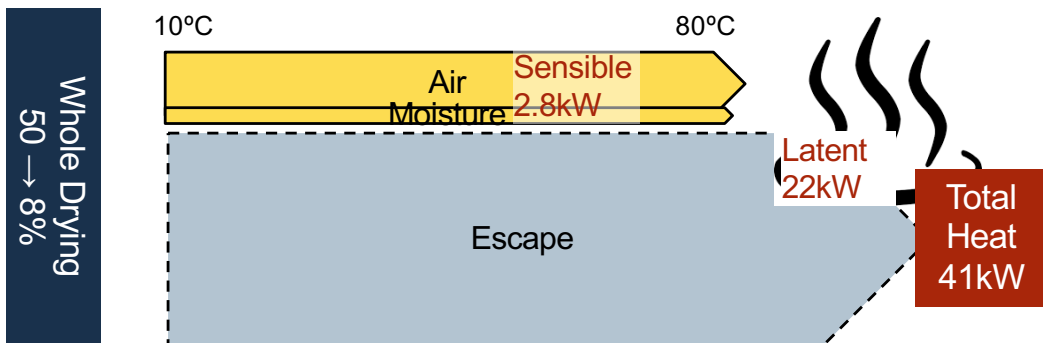 Whole Drying
50 → 8%
10ºC
80ºC
Air
Moisture
Sensible
2.8kW
Latent
22kW
Escape
Total
Heat
41kW